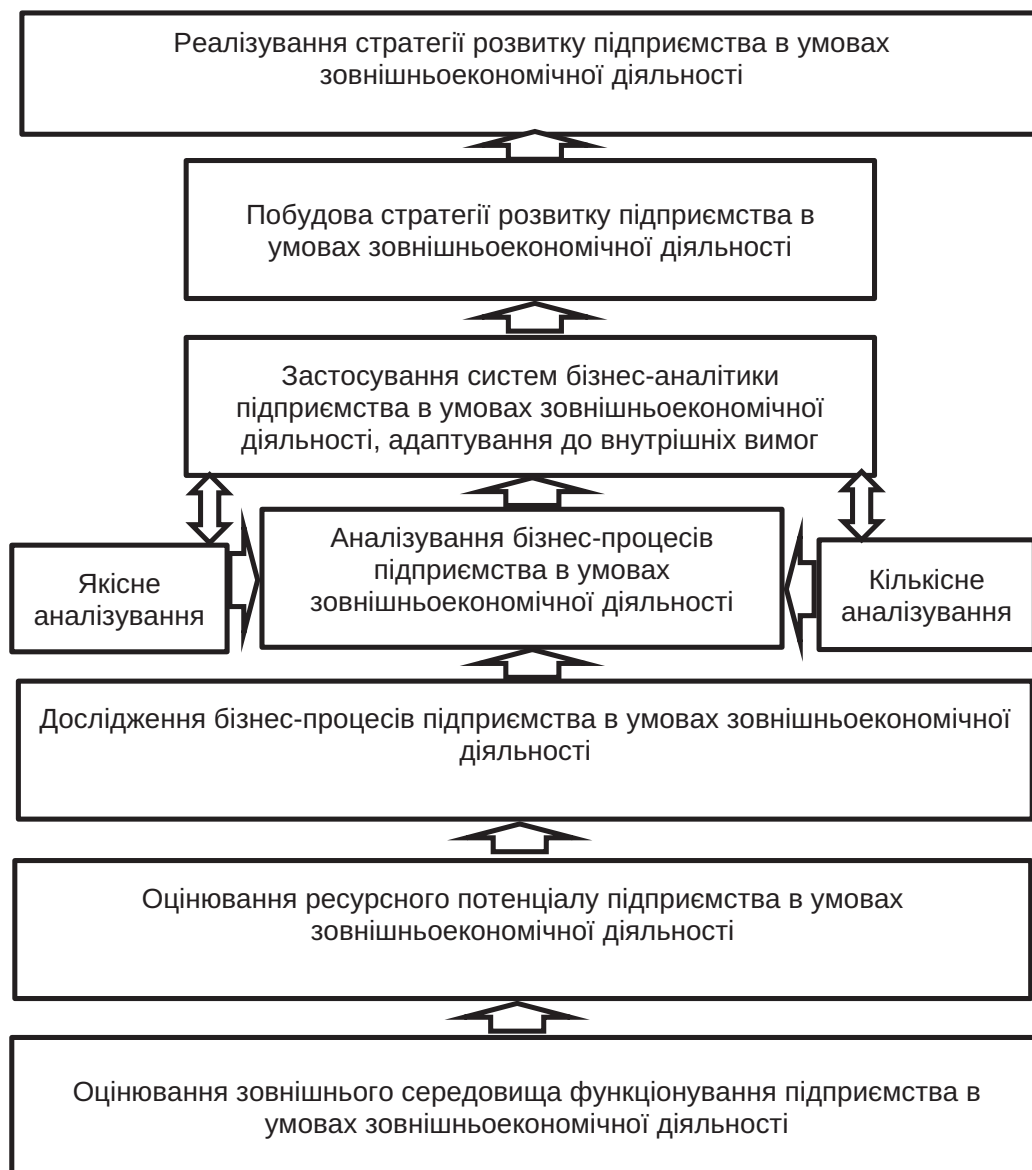 Реалізування стратегії розвитку підприємства в умовах
зовнішньоекономічної діяльності
Побудова стратегії розвитку підприємства в
умовах зовнішньоекономічної діяльності
Застосування систем бізнес-аналітики
підприємства в умовах зовнішньоекономічної
діяльності, адаптування до внутрішніх вимог
Якісне
аналізування
Аналізування бізнес-процесів
підприємства в умовах
зовнішньоекономічної діяльності
Кількісне
аналізування
Дослідження бізнес-процесів підприємства в умовах зовнішньоекономічної
діяльності
Оцінювання ресурсного потенціалу підприємства в умовах
зовнішньоекономічної діяльності
Оцінювання зовнішнього середовища функціонування підприємства в
умовах зовнішньоекономічної діяльності